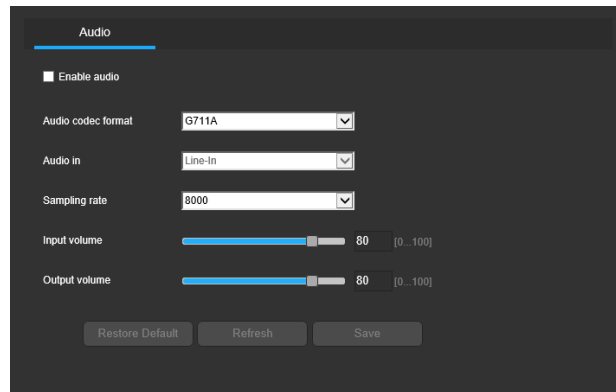 Audio
Enable audio
Audio codec format G711A
Audio in Line-In
Sampling rate 8000
Input volume 80 [0...100]
Output volume 80 [0...100]
Restore Default Refresh Save